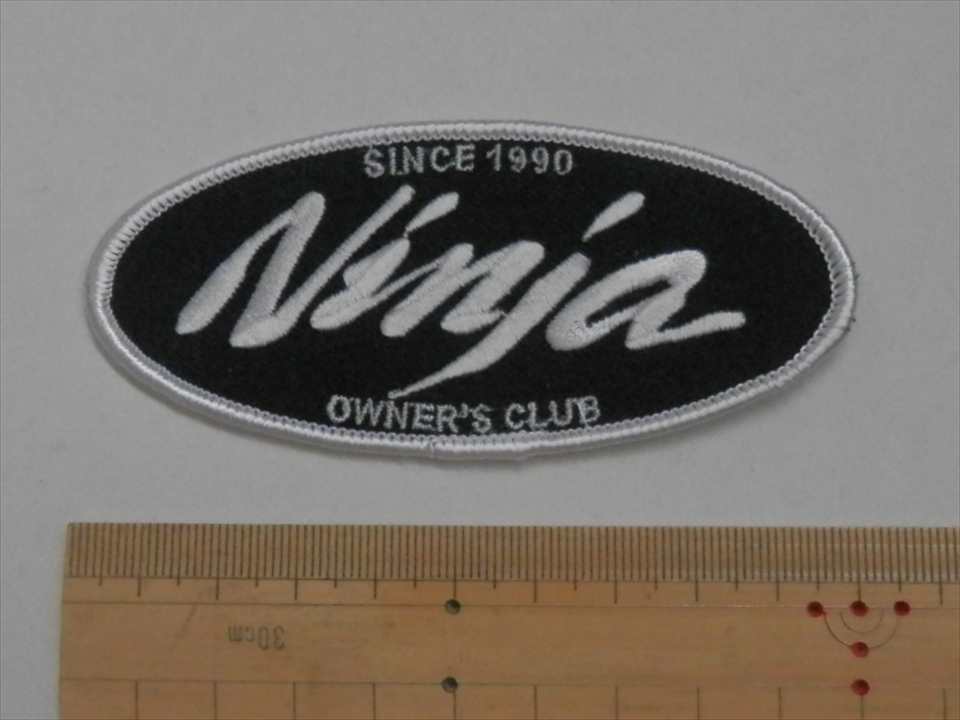 SINCE 1990
Ninja
OWNER'S CLUB
30cm